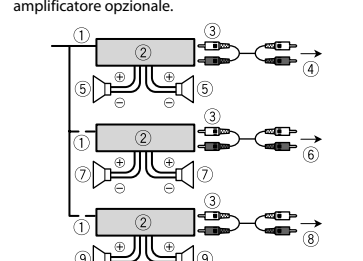 amplificatore opzionale.
① ② ③
④
⑤ ⊕ ⊕ ⑤
⊖ ⊖
① ② ③
⑥
⑦ ⊕ ⊕ ⑦
⊖ ⊖
① ② ③
⑧
⑨ ⊕ ⊕ ⑨